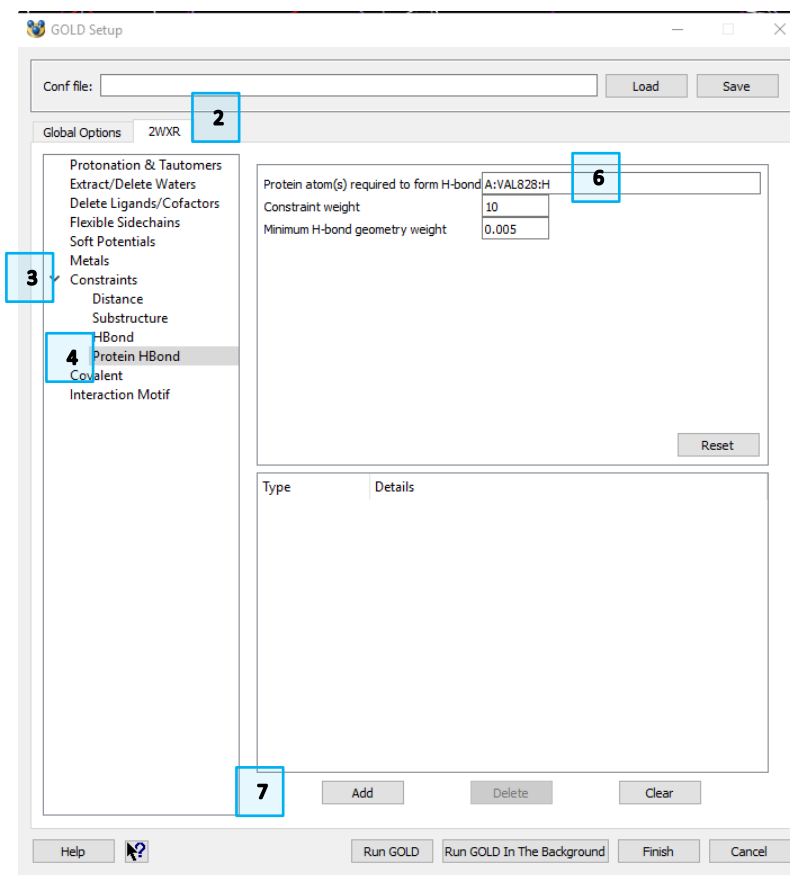 GOLD Setup
Conf file:
Load
Save
2
Global Options
2WXR
Protonation & Tautomers
Extract/Delete Waters
Delete Ligands/Cofactors
Flexible Sidechains
Soft Potentials
Metals
3
Constraints
Distance
Substructure
HBond
4
Protein HBond
Covalent
Interaction Motif
Protein atom(s) required to form H-bond
A:VAL828:H
6
Constraint weight
10
Minimum H-bond geometry weight
0.005
Reset
Type
Details
7
Add
Delete
Clear
Help
?
Run GOLD
Run GOLD In The Background
Finish
Cancel